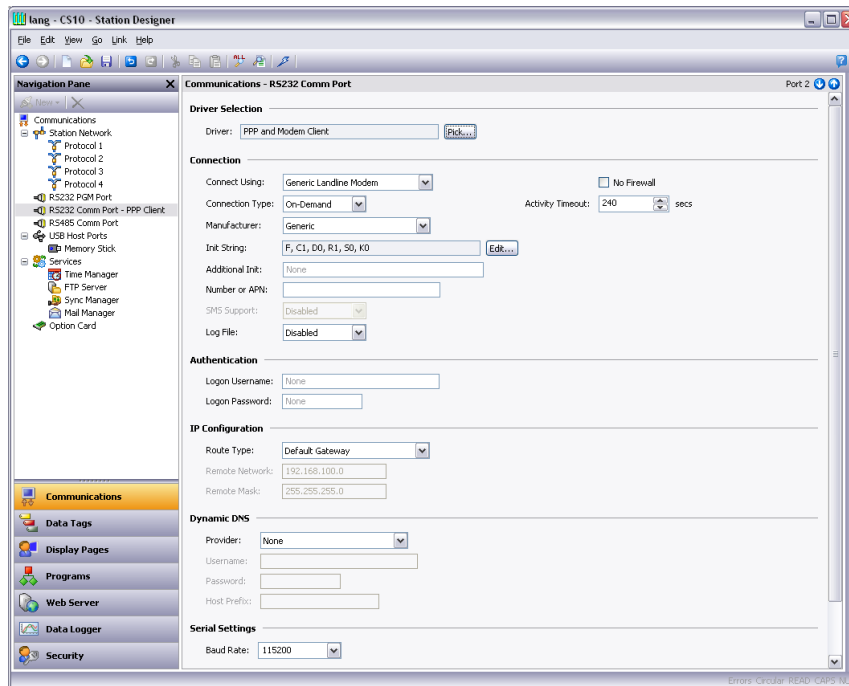 lang - CS10 - Station Designer
File Edit View Go Link Help
ALL
Navigation Pane
Communications - RS232 Comm Port
Port 2
New
Communications
Station Network
Protocol 1
Protocol 2
Protocol 3
Protocol 4
RS232 PGM Port
RS232 Comm Port - PPP Client
RS485 Comm Port
USB Host Ports
Memory Stick
Services
Time Manager
FTP Server
Sync Manager
Mail Manager
Option Card
Communications
Data Tags
Display Pages
Programs
Web Server
Data Logger
Security
Driver Selection
Driver: PPP and Modem Client Pick...
Connection
Connect Using: Generic Landline Modem No Firewall
Connection Type: On-Demand Activity Timeout: 240 secs
Manufacturer: Generic
Init String: F, C1, D0, R1, S0, K0 Edit...
Additional Init: None
Number or APN:
SMS Support: Disabled
Log File: Disabled
Authentication
Logon Username: None
Logon Password: None
IP Configuration
Route Type: Default Gateway
Remote Network: 192.168.100.0
Remote Mask: 255.255.255.0
Dynamic DNS
Provider: None
Username:
Password:
Host Prefix:
Serial Settings
Baud Rate: 115200
Errors Circular READ CAPS